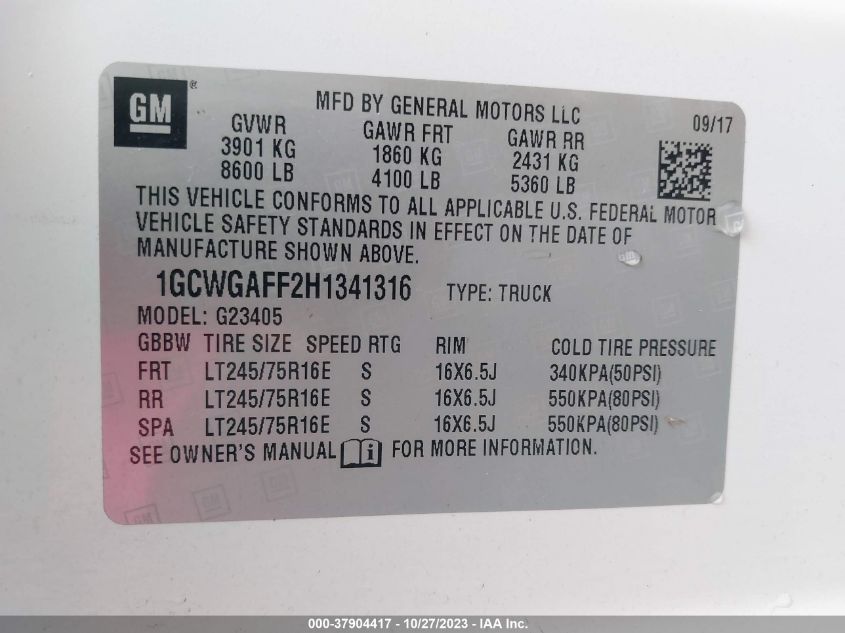 GM®
MFD BY GENERAL MOTORS LLC
09/17
GVWR GAWR FRT GAWR RR
3901 KG 1860 KG 2431 KG
8600 LB 4100 LB 5360 LB
THIS VEHICLE CONFORMS TO ALL APPLICABLE U.S. FEDERAL MOTOR
VEHICLE SAFETY STANDARDS IN EFFECT ON THE DATE OF
MANUFACTURE SHOWN ABOVE.
1GCWGAFF2H1341316 TYPE: TRUCK
MODEL: G23405
GBBW TIRE SIZE SPEED RTG RIM COLD TIRE PRESSURE
FRT LT245/75R16E S 16X6.5J 340KPA(50PSI)
RR LT245/75R16E S 16X6.5J 550KPA(80PSI)
SPA LT245/75R16E S 16X6.5J 550KPA(80PSI)
SEE OWNER'S MANUAL i FOR MORE INFORMATION.
000-37904417 - 10/27/2023 - IAA Inc.